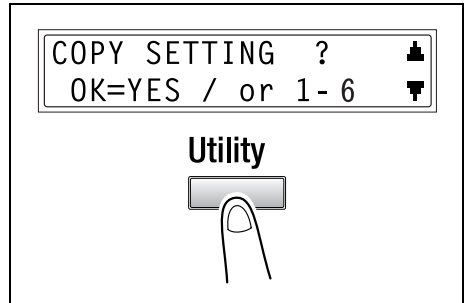 COPY SETTING ? ▲
OK=YES / or 1-6 ▼
Utility